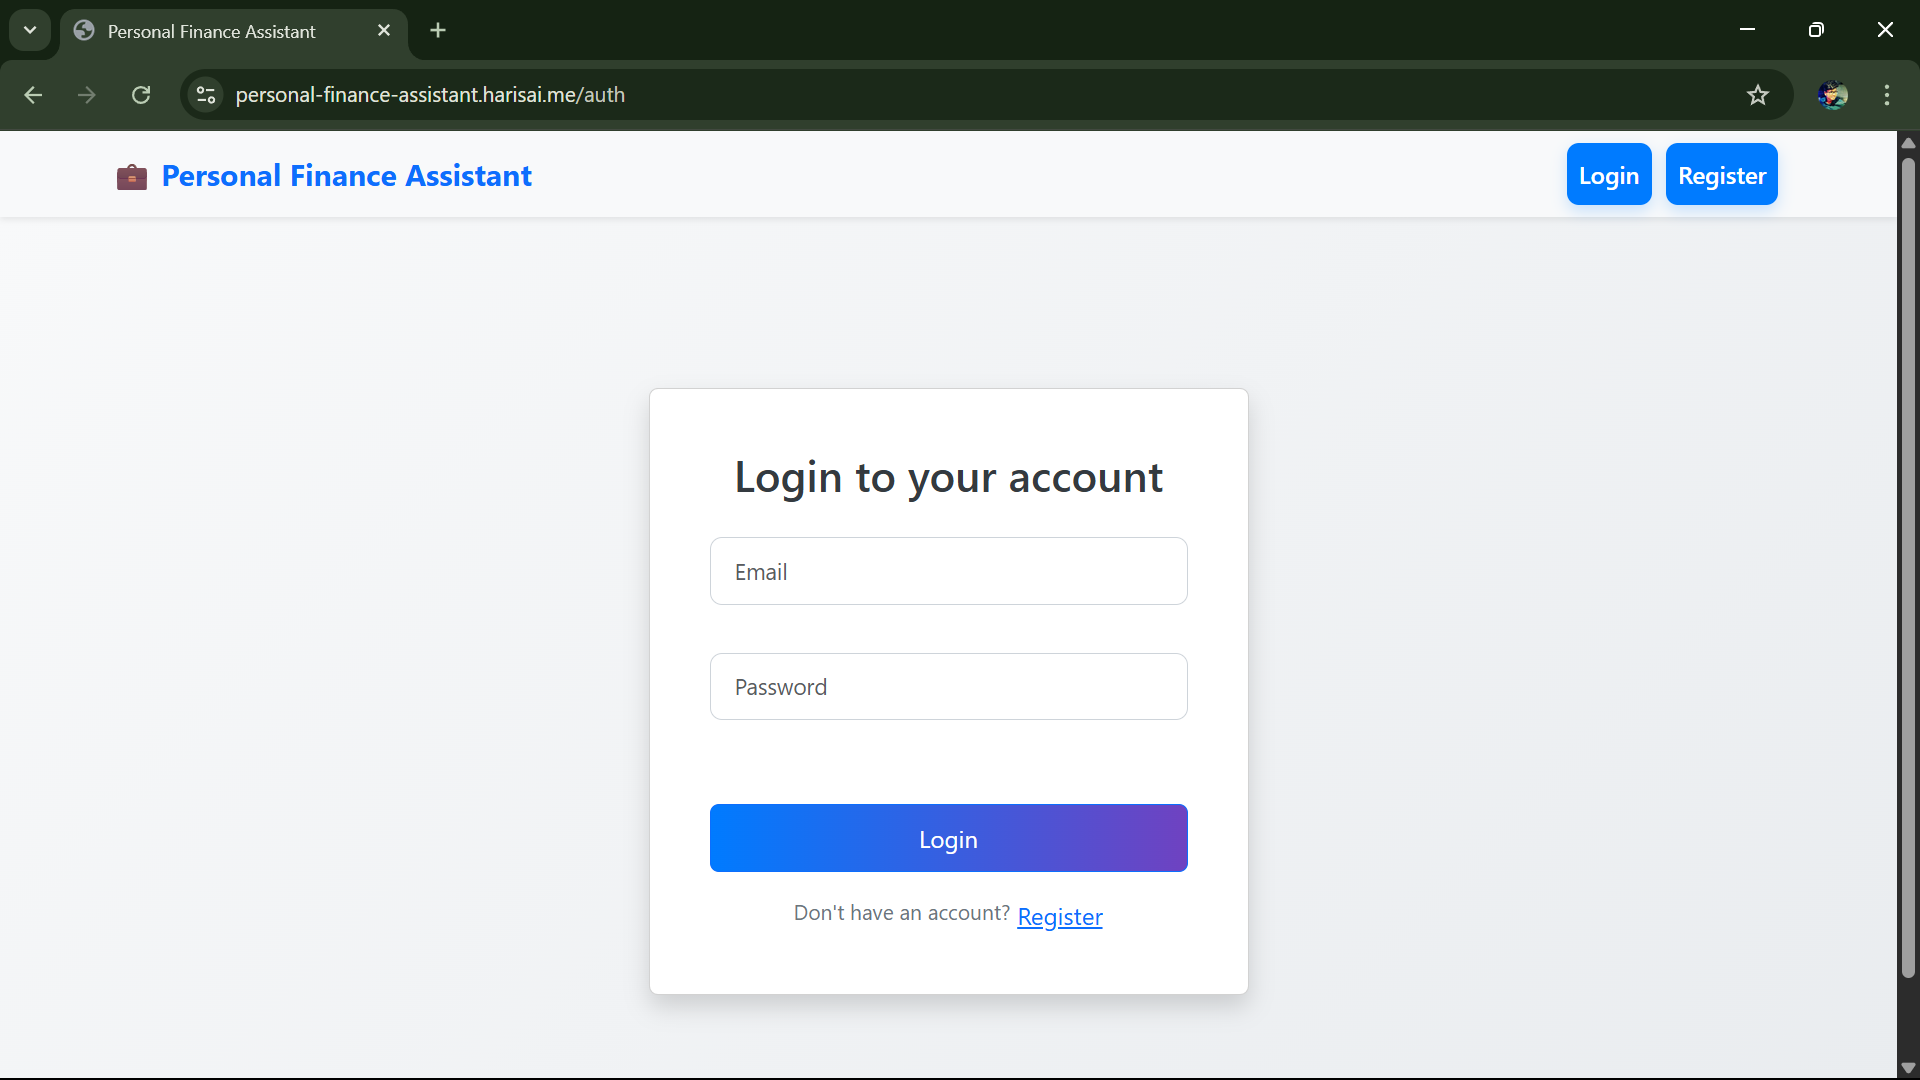 Personal Finance Assistant
personal-finance-assistant.harisai.me/auth
Personal Finance Assistant
Login
Register
Login to your account
Email
Password
Login
Don't have an account? Register